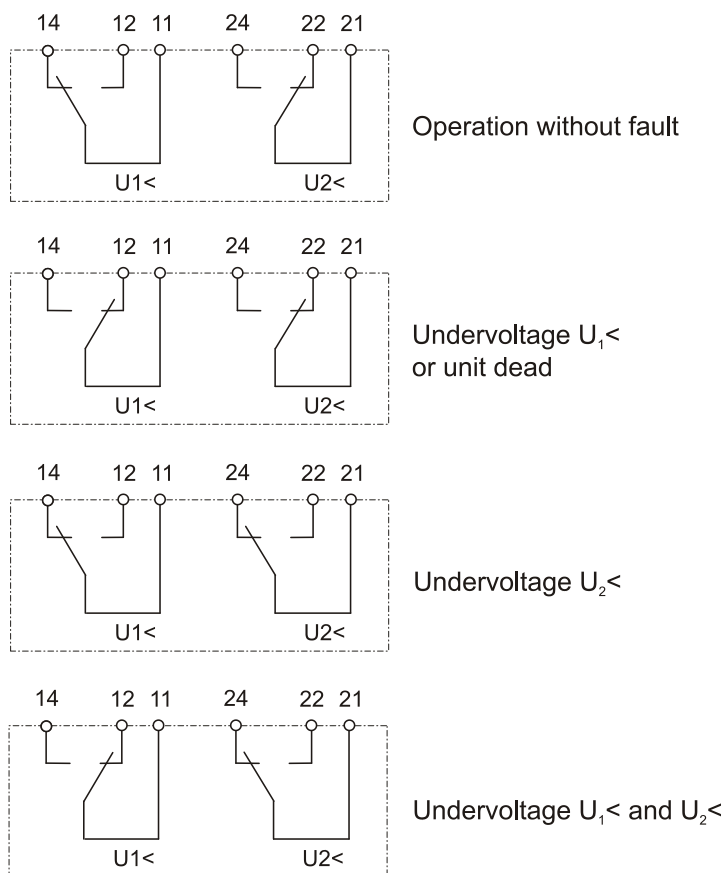 14 12 11 24 22 21
Operation without fault
U1< U2<
14 12 11 24 22 21
Undervoltage U₁<
or unit dead
U1< U2<
14 12 11 24 22 21
Undervoltage U₂<
U1< U2<
14 12 11 24 22 21
Undervoltage U₁< and U₂<
U1< U2<